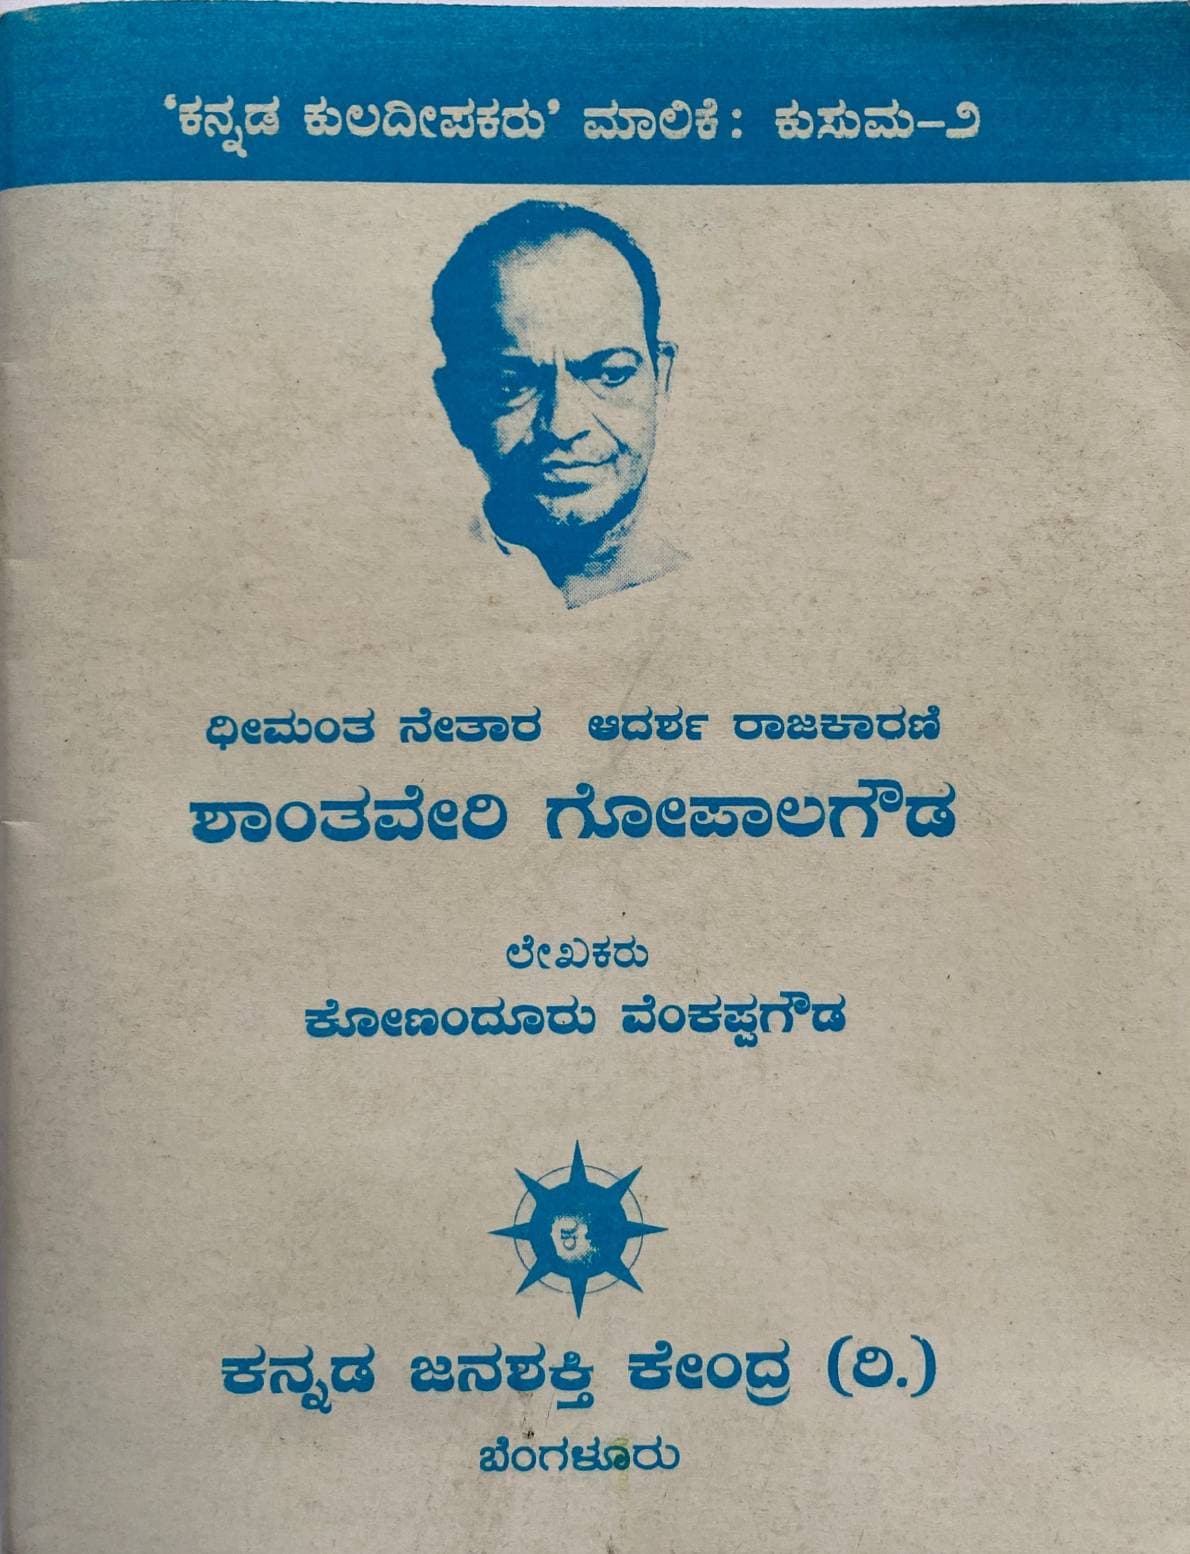 ‘ಕನ್ನಡ ಕುಲದೀಪಕರು’ ಮಾಲಿಕೆ: ಕುಸುಮ–೨
ಧೀಮಂತ ನೇತಾರ ಆದರ್ಶ ರಾಜಕಾರಣಿ
ಶಾಂತವೇರಿ ಗೋಪಾಲಗೌಡ
ಲೇಖಕರು
ಕೋಣಂದೂರು ವೆಂಕಪ್ಪಗೌಡ
ಕನ್ನಡ ಜನಶಕ್ತಿ ಕೇಂದ್ರ (ರಿ.)
ಬೆಂಗಳೂರು